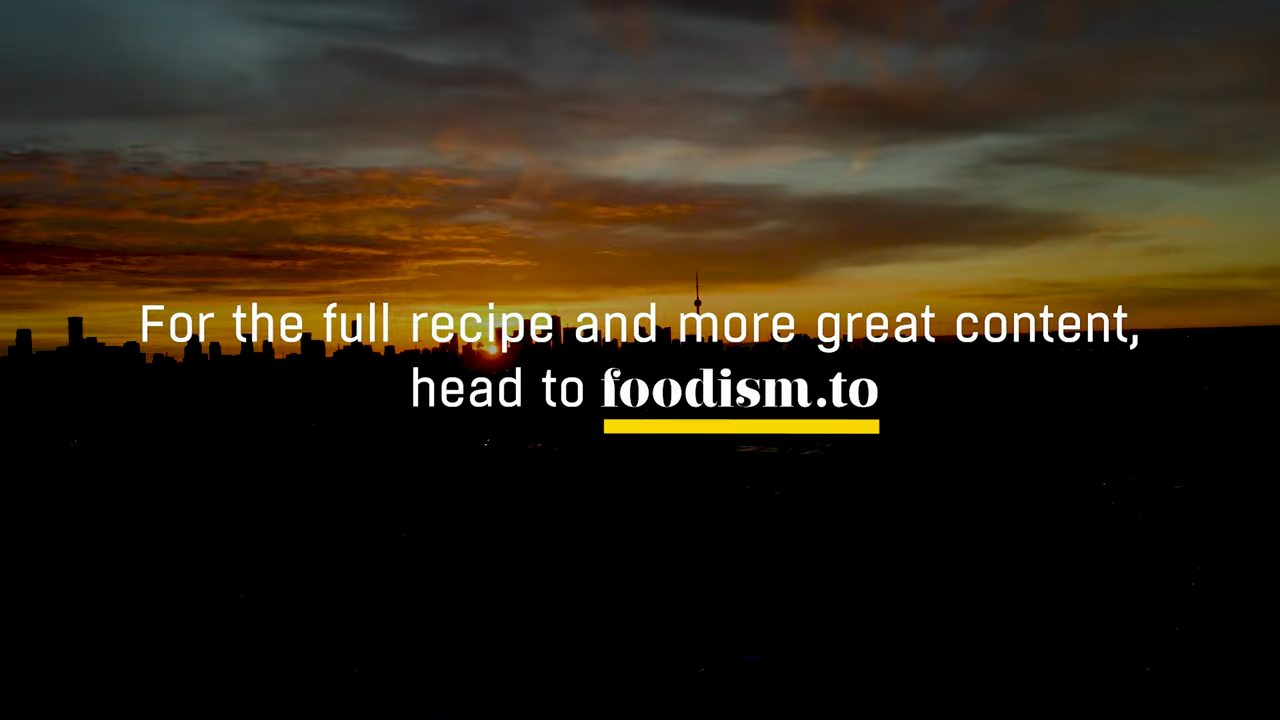 For the full recipe and more great content,
head to foodism.to